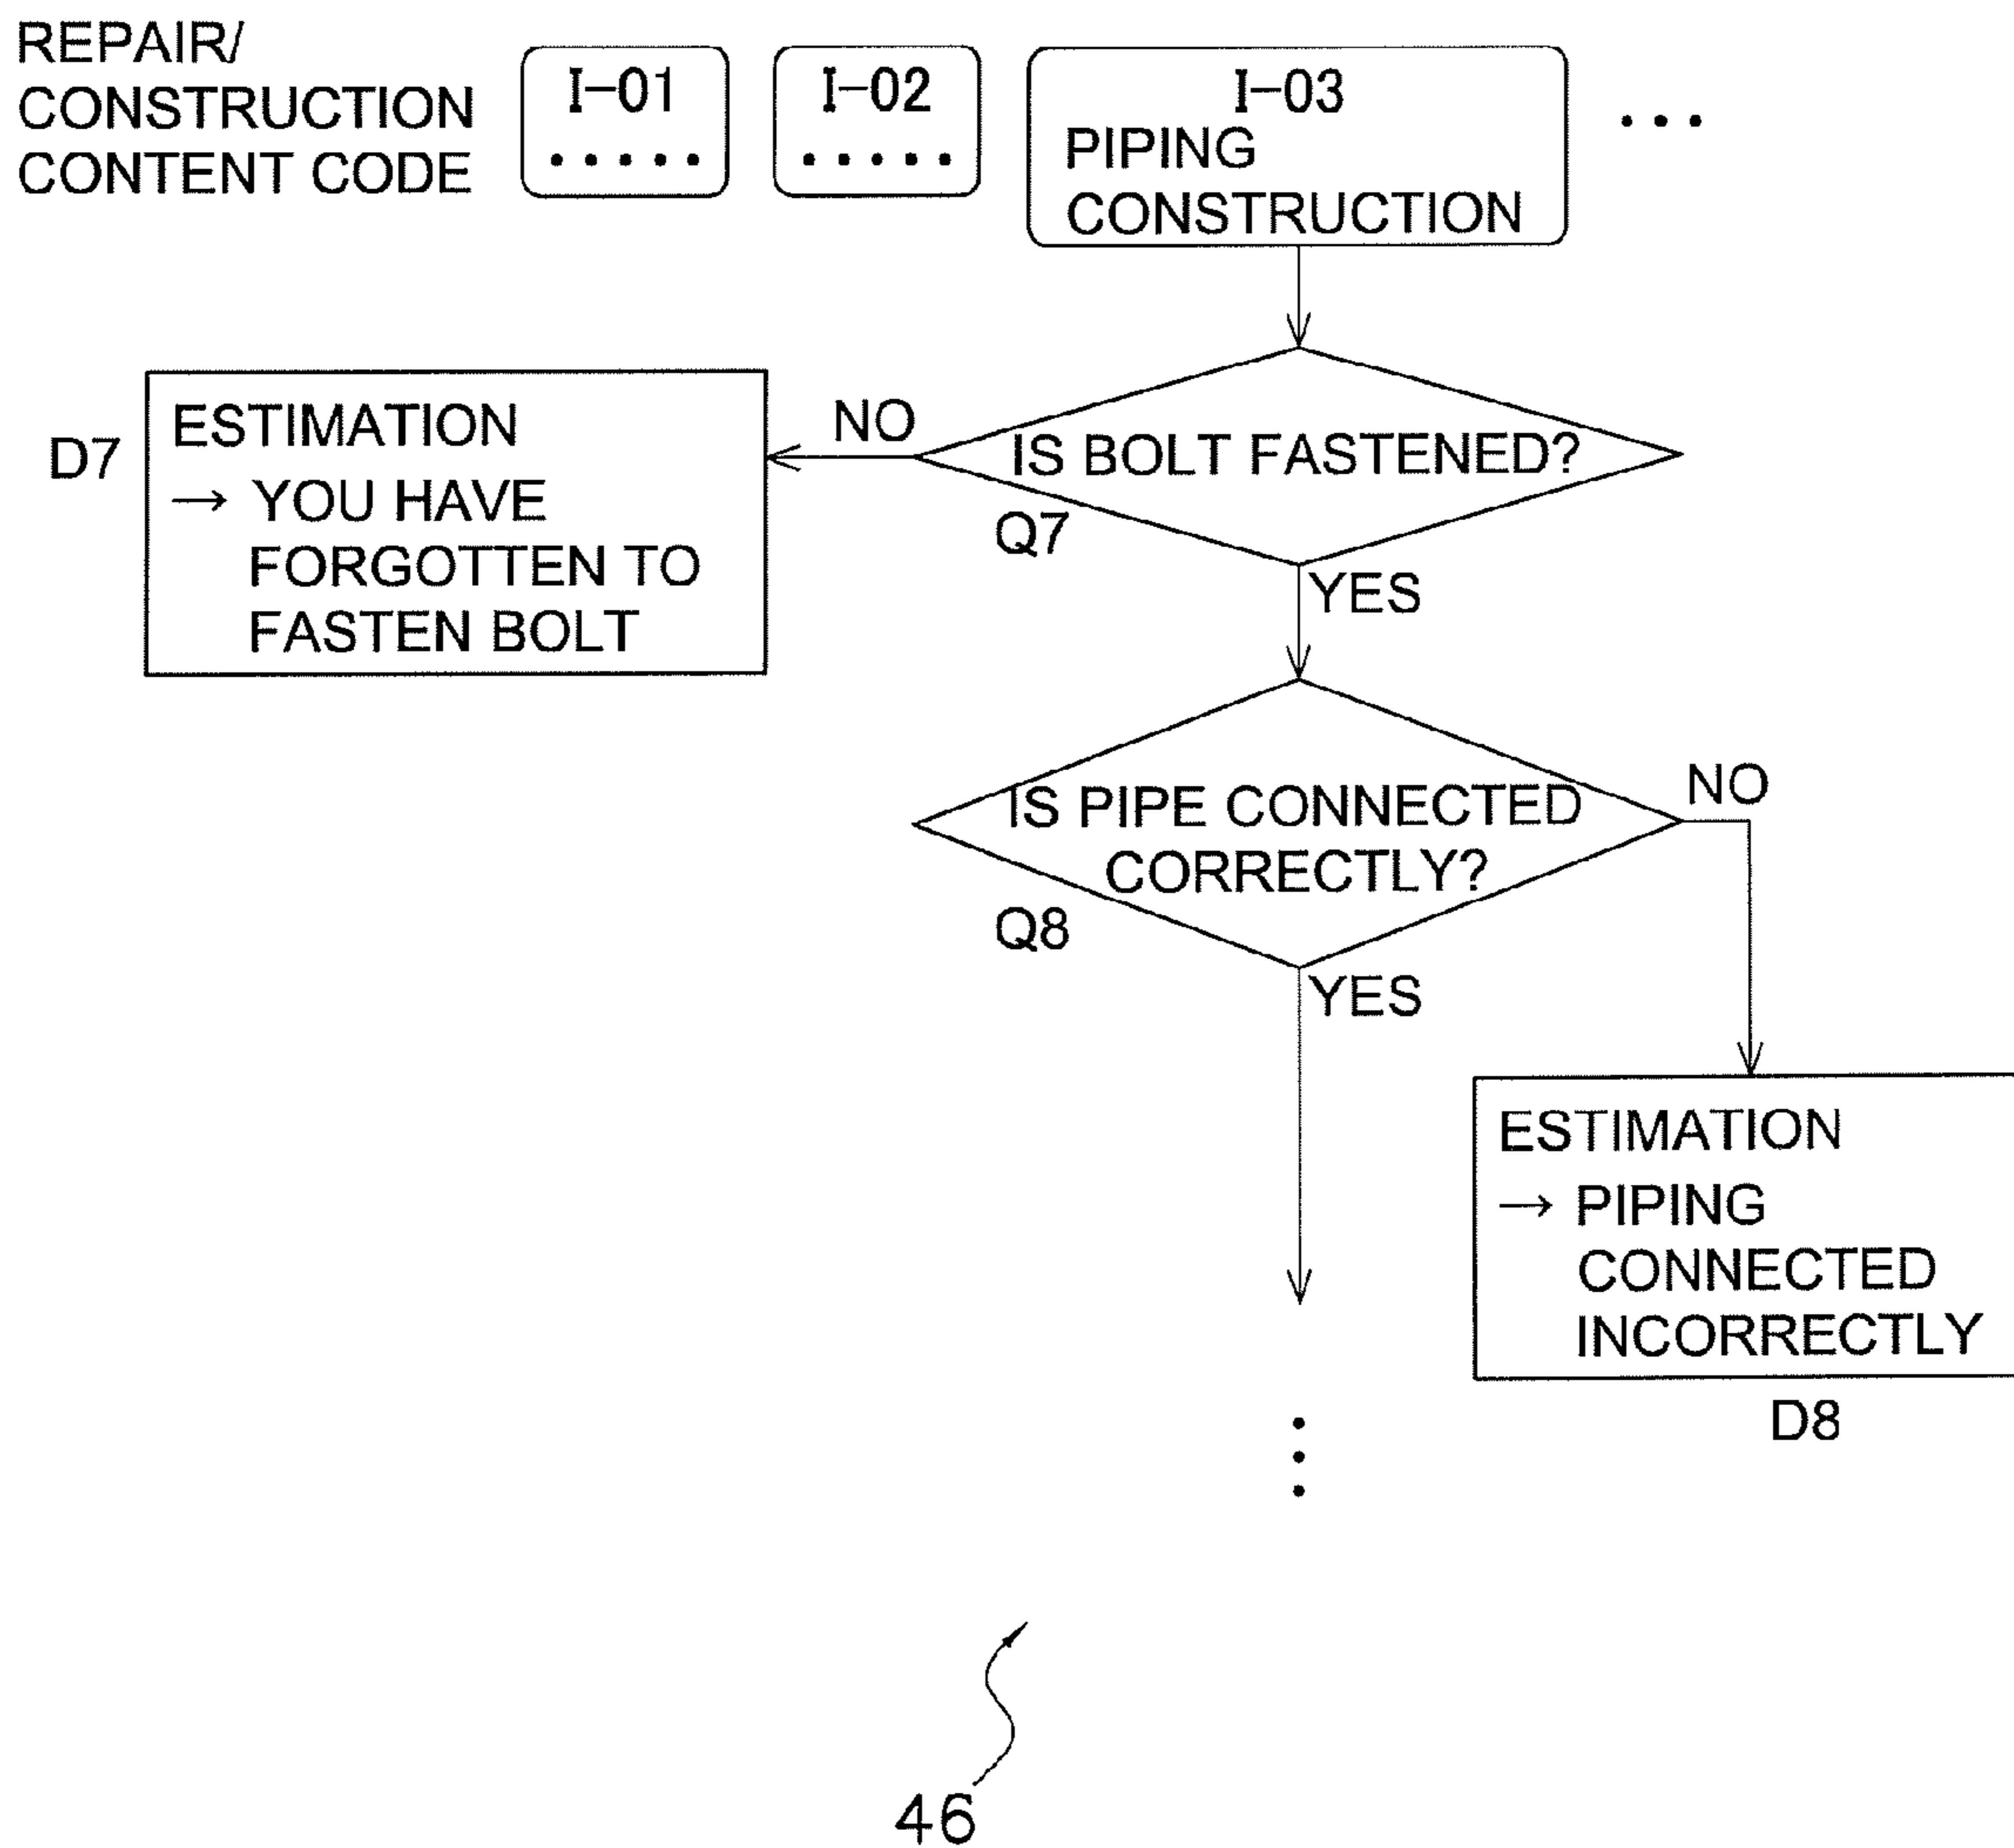 REPAIR/
CONSTRUCTION
CONTENT CODE
I-01
.....
I-02
.....
I-03
PIPING
CONSTRUCTION
...
IS BOLT FASTENED?
Q7
NO
YES
D7
ESTIMATION
→ YOU HAVE
FORGOTTEN TO
FASTEN BOLT
IS PIPE CONNECTED
CORRECTLY?
Q8
NO
YES
ESTIMATION
→ PIPING
CONNECTED
INCORRECTLY
D8
46